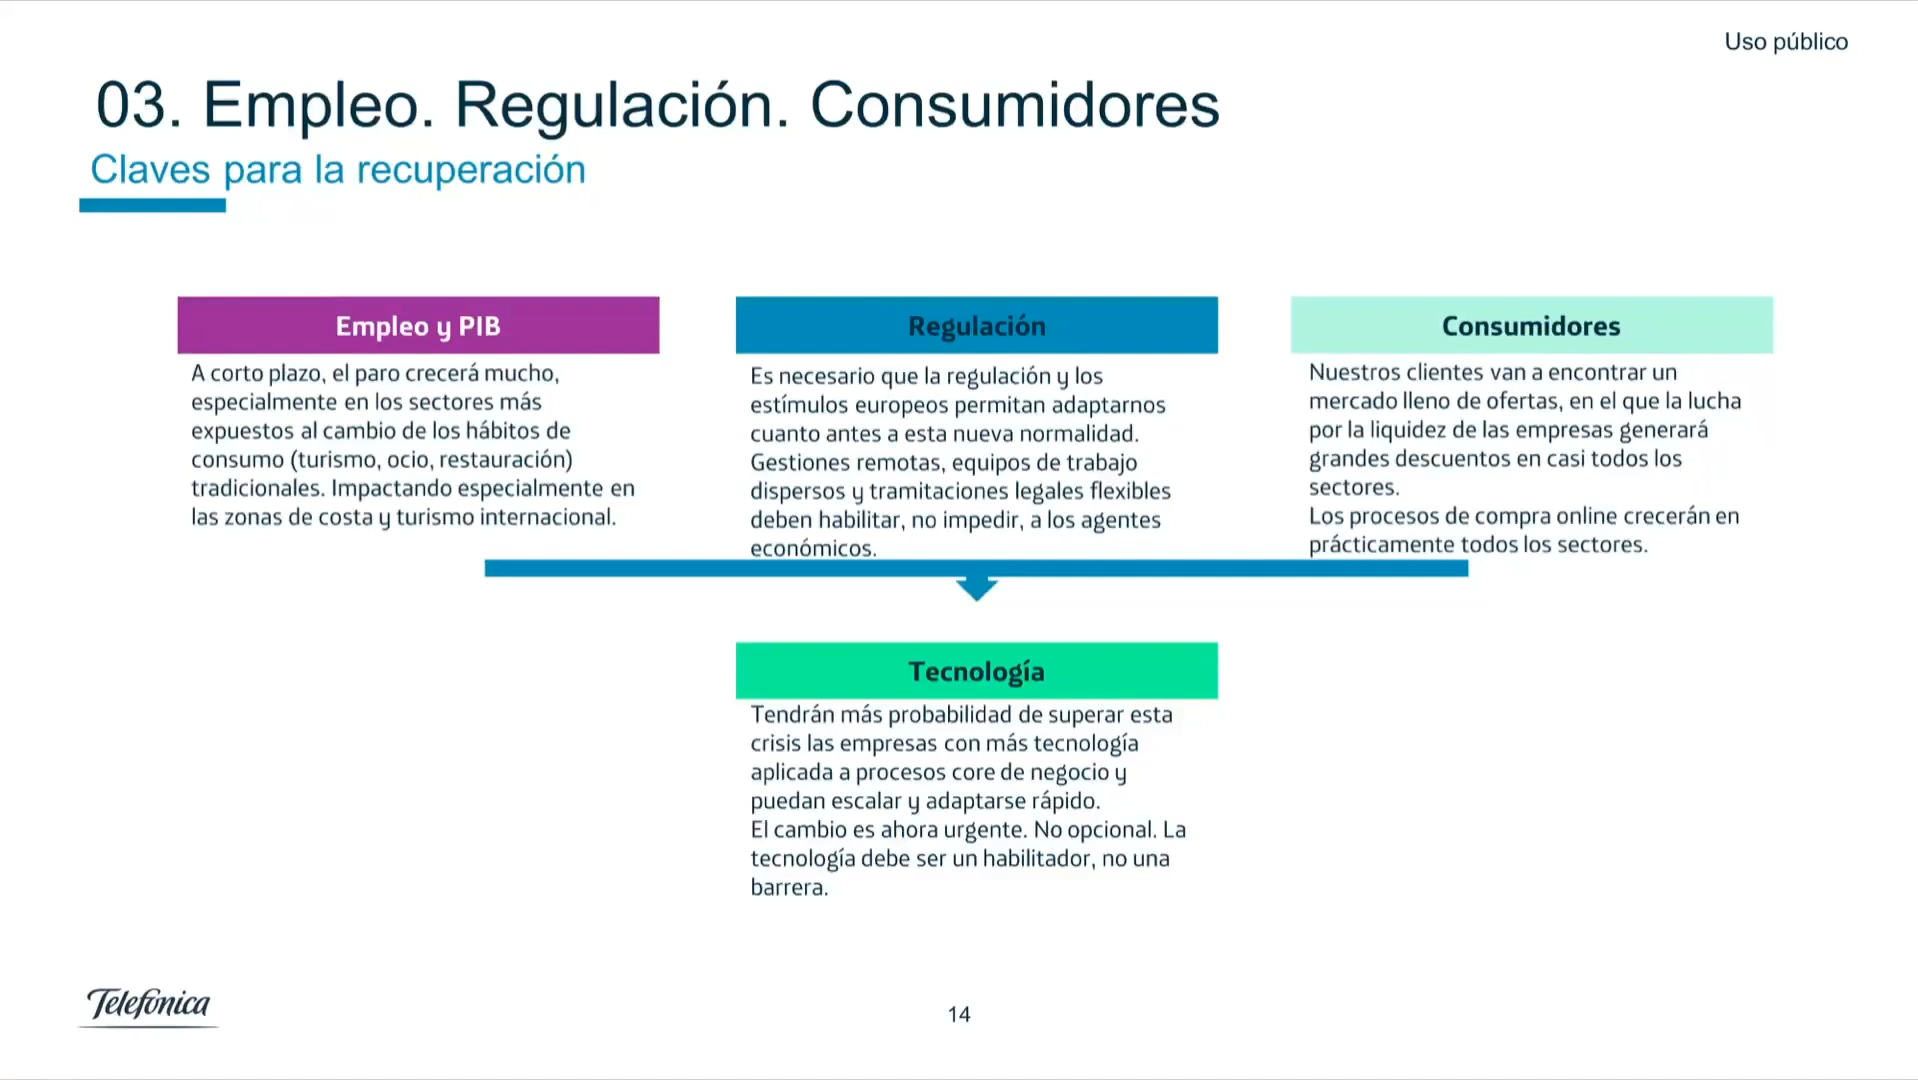 Uso público
03. Empleo. Regulación. Consumidores
Claves para la recuperación
Empleo y PIB
A corto plazo, el paro crecerá mucho,
especialmente en los sectores más
expuestos al cambio de los hábitos de
consumo (turismo, ocio, restauración)
tradicionales. Impactando especialmente en
las zonas de costa y turismo internacional.
Regulación
Es necesario que la regulación y los
estímulos europeos permitan adaptarnos
cuanto antes a esta nueva normalidad.
Gestiones remotas, equipos de trabajo
dispersos y tramitaciones legales flexibles
deben habilitar, no impedir, a los agentes
económicos.
Consumidores
Nuestros clientes van a encontrar un
mercado lleno de ofertas, en el que la lucha
por la liquidez de las empresas generará
grandes descuentos en casi todos los
sectores.
Los procesos de compra online crecerán en
prácticamente todos los sectores.
Tecnología
Tendrán más probabilidad de superar esta
crisis las empresas con más tecnología
aplicada a procesos core de negocio y
puedan escalar y adaptarse rápido.
El cambio es ahora urgente. No opcional. La
tecnología debe ser un habilitador, no una
barrera.
Telefónica
14